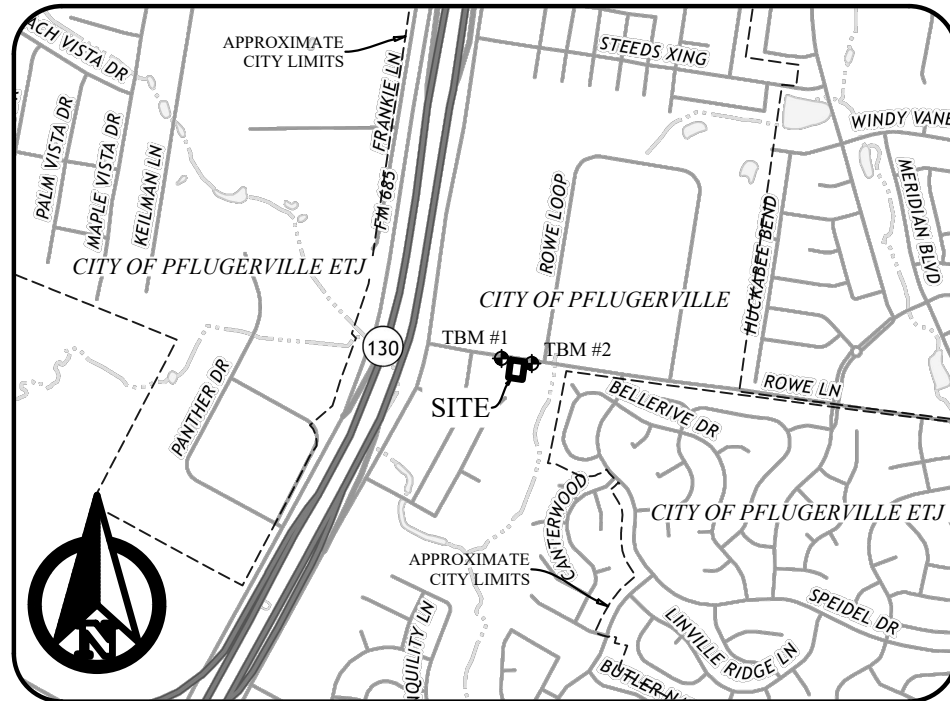 ACH VISTA DR
APPROXIMATE
CITY LIMITS
FRANKIE LN
STEEDS XING
WINDY VANE
PALM VISTA DR
MAPLE VISTA DR
KEILMAN LN
FM 685
ROWE LOOP
HUCKABEE BEND
MERIDIAN BLVD
CITY OF PFLUGERVILLE ETJ
CITY OF PFLUGERVILLE
130
TBM #1
TBM #2
SITE
ROWE LN
PANTHER DR
BELLERIVE DR
CANTERWOOD
CITY OF PFLUGERVILLE ETJ
APPROXIMATE
CITY LIMITS
SPEIDEL DR
LINVILLE RIDGE LN
QUILITY LN
BUTLER N
N